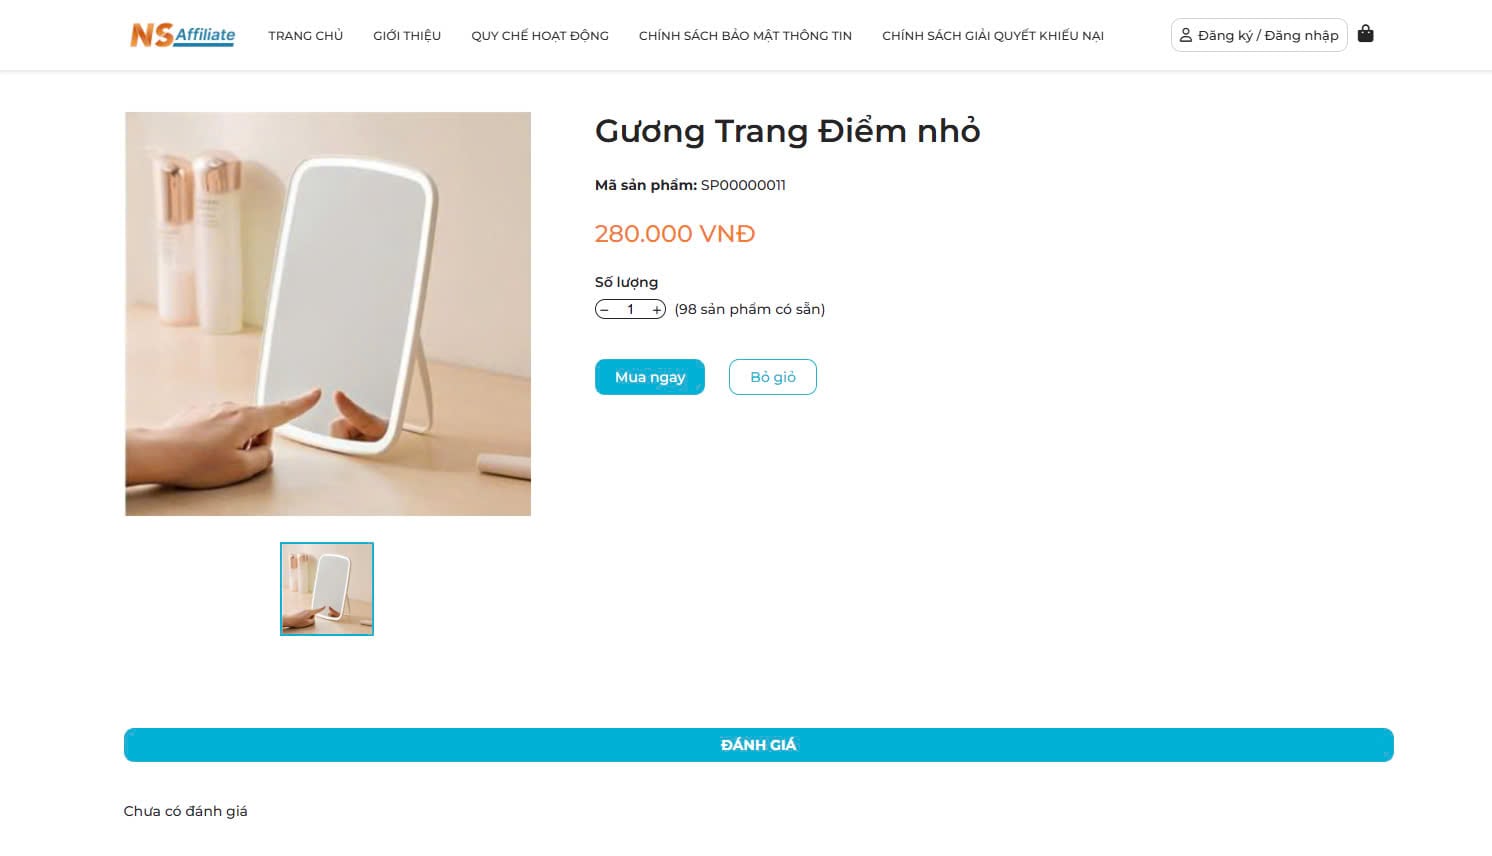 NS Affiliate
TRANG CHỦ
GIỚI THIỆU
QUY CHẾ HOẠT ĐỘNG
CHÍNH SÁCH BẢO MẬT THÔNG TIN
CHÍNH SÁCH GIẢI QUYẾT KHIẾU NẠI
Đăng ký / Đăng nhập
Gương Trang Điểm nhỏ
Mã sản phẩm: SP00000011
280.000 VNĐ
Số lượng
− 1 + (98 sản phẩm có sẵn)
Mua ngay
Bỏ giỏ
ĐÁNH GIÁ
Chưa có đánh giá